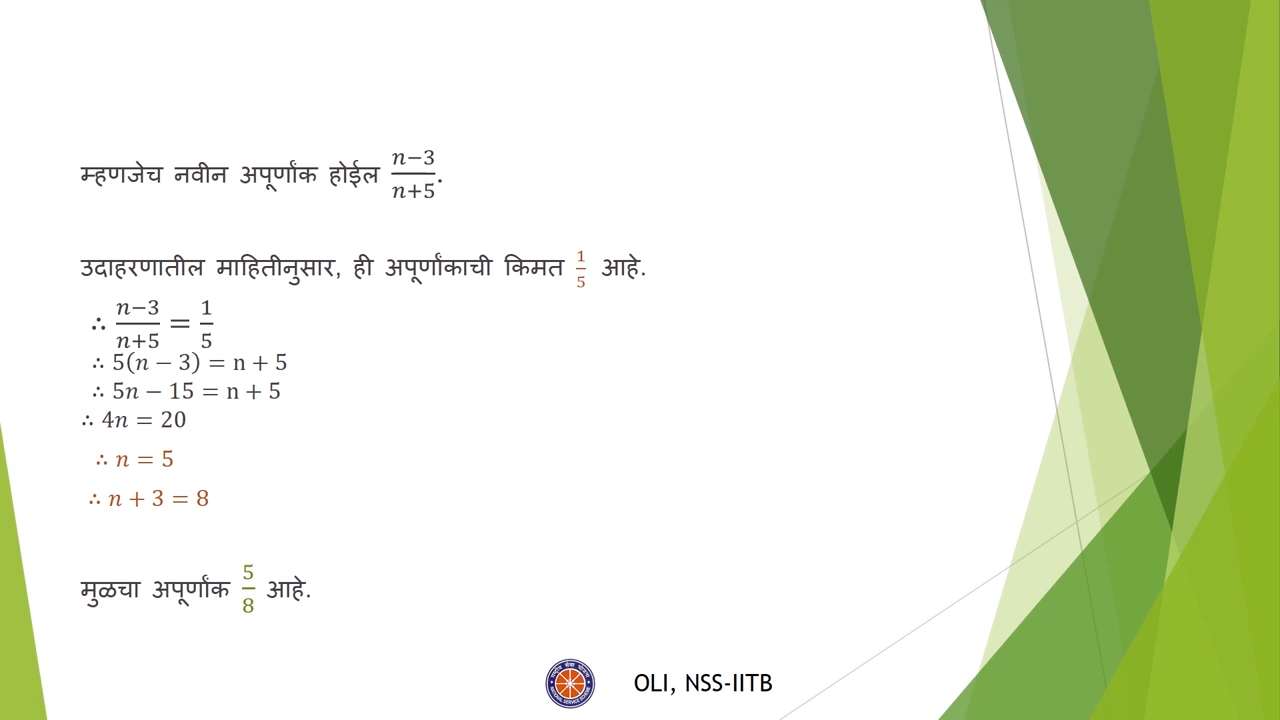 म्हणजेच नवीन अपूर्णांक होईल (n−3)/(n+5).
उदाहरणातील माहितीनुसार, ही अपूर्णांकाची किमत 1/5 आहे.
∴ (n−3)/(n+5) = 1/5
∴ 5(n − 3) = n + 5
∴ 5n − 15 = n + 5
∴ 4n = 20
∴ n = 5
∴ n + 3 = 8
मुळचा अपूर्णांक 5/8 आहे.
OLI, NSS-IITB